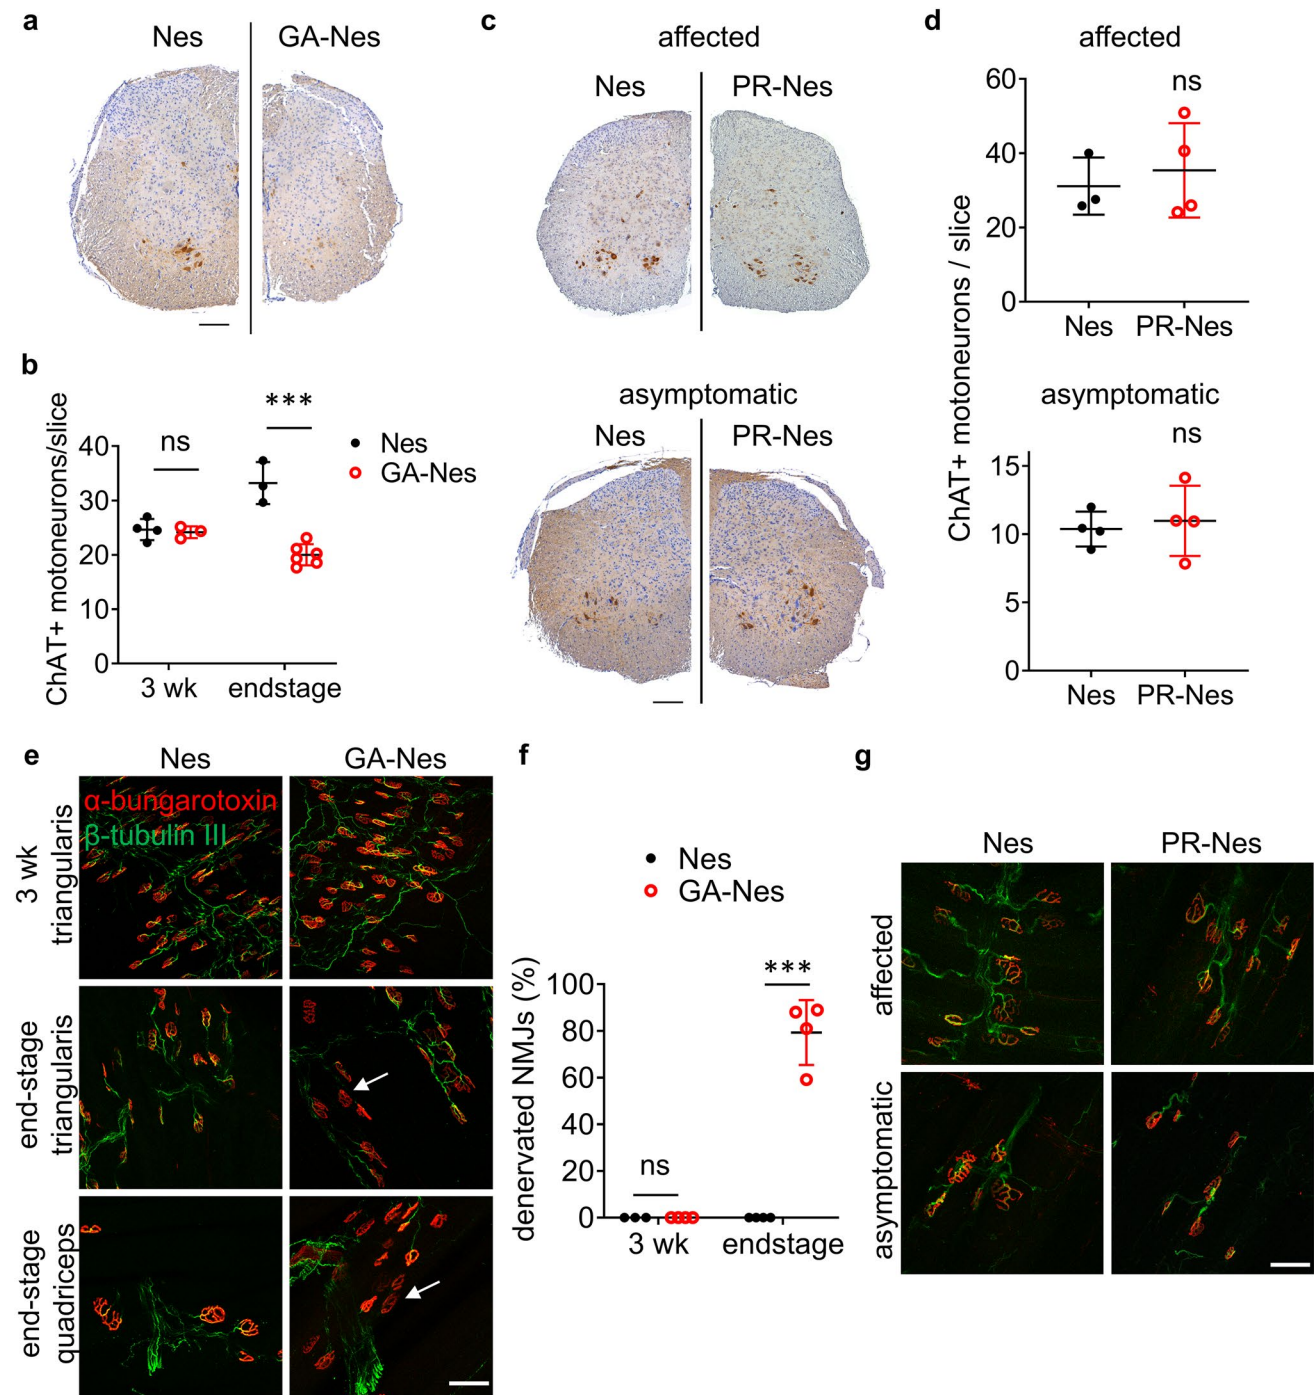 a
Nes
GA-Nes
b
ChAT+ motoneurons/slice
40
30
20
10
0
ns
***
3 wk
endstage
Nes
GA-Nes
c
affected
Nes
PR-Nes
asymptomatic
Nes
PR-Nes
d
affected
ChAT+ motoneurons / slice
60
40
20
0
ns
Nes
PR-Nes
asymptomatic
15
10
5
0
ns
Nes
PR-Nes
e
Nes
GA-Nes
α-bungarotoxin
β-tubulin III
3 wk
triangularis
end-stage
triangularis
end-stage
quadriceps
f
Nes
GA-Nes
denervated NMJs (%)
100
80
60
40
20
0
ns
***
3 wk
endstage
g
Nes
PR-Nes
affected
asymptomatic